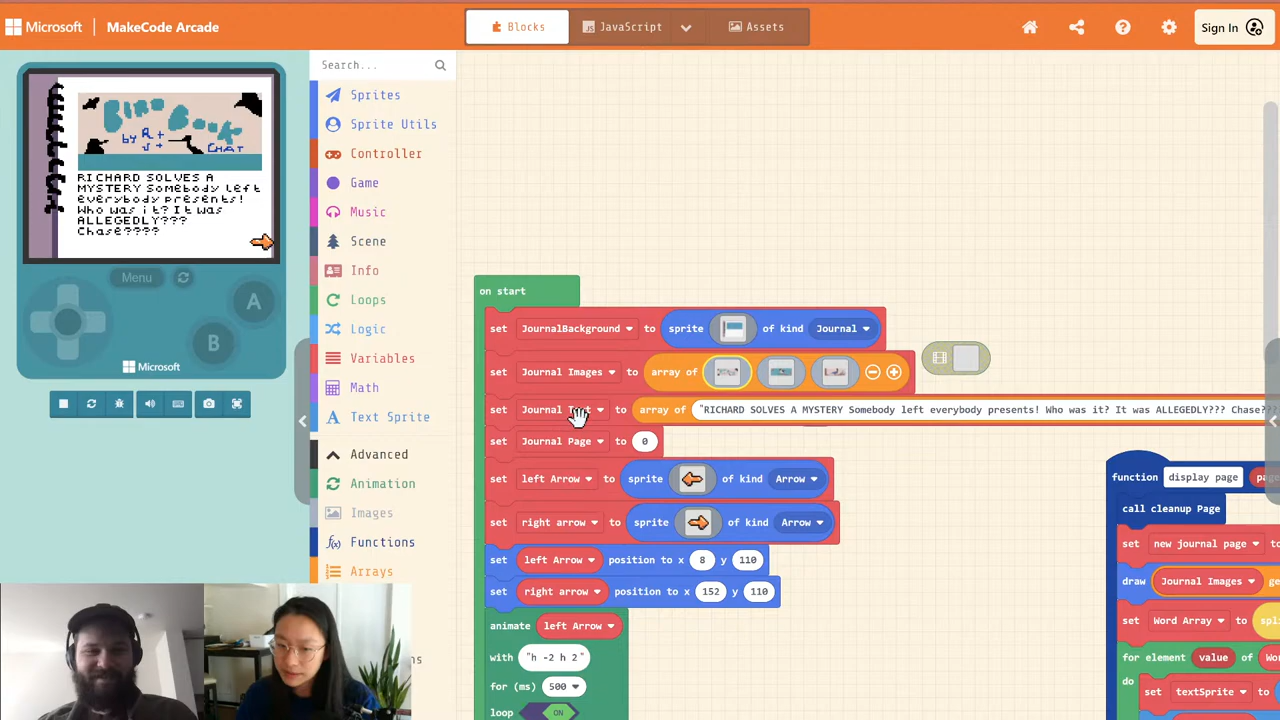 Microsoft
MakeCode Arcade
Blocks
JavaScript
Assets
Sign In
BIRD Book
by R +
J +
CHAT
RICHARD SOLVES A
MYSTERY Somebody left
everybody presents!
Who was it? It was
ALLEGEDLY???
Chase????
Menu
A
B
Microsoft
Search...
Sprites
Sprite Utils
Controller
Game
Music
Scene
Info
Loops
Logic
Variables
Math
Text Sprite
Advanced
Animation
Images
Functions
Arrays
on start
set JournalBackground to sprite of kind Journal
set Journal Images to array of
set Journal to array of "RICHARD SOLVES A MYSTERY Somebody left everybody presents! Who was it? It was ALLEGEDLY??? Chase???
set Journal Page to 0
set left Arrow to sprite of kind Arrow
set right arrow to sprite of kind Arrow
set left Arrow position to x 8 y 110
set right arrow position to x 152 y 110
animate left Arrow
with "h -2 h 2"
for (ms) 500
loop ON
function display page
call cleanup Page
set new journal page
draw Journal Images
set Word Array to
for element value of
do set textSprite